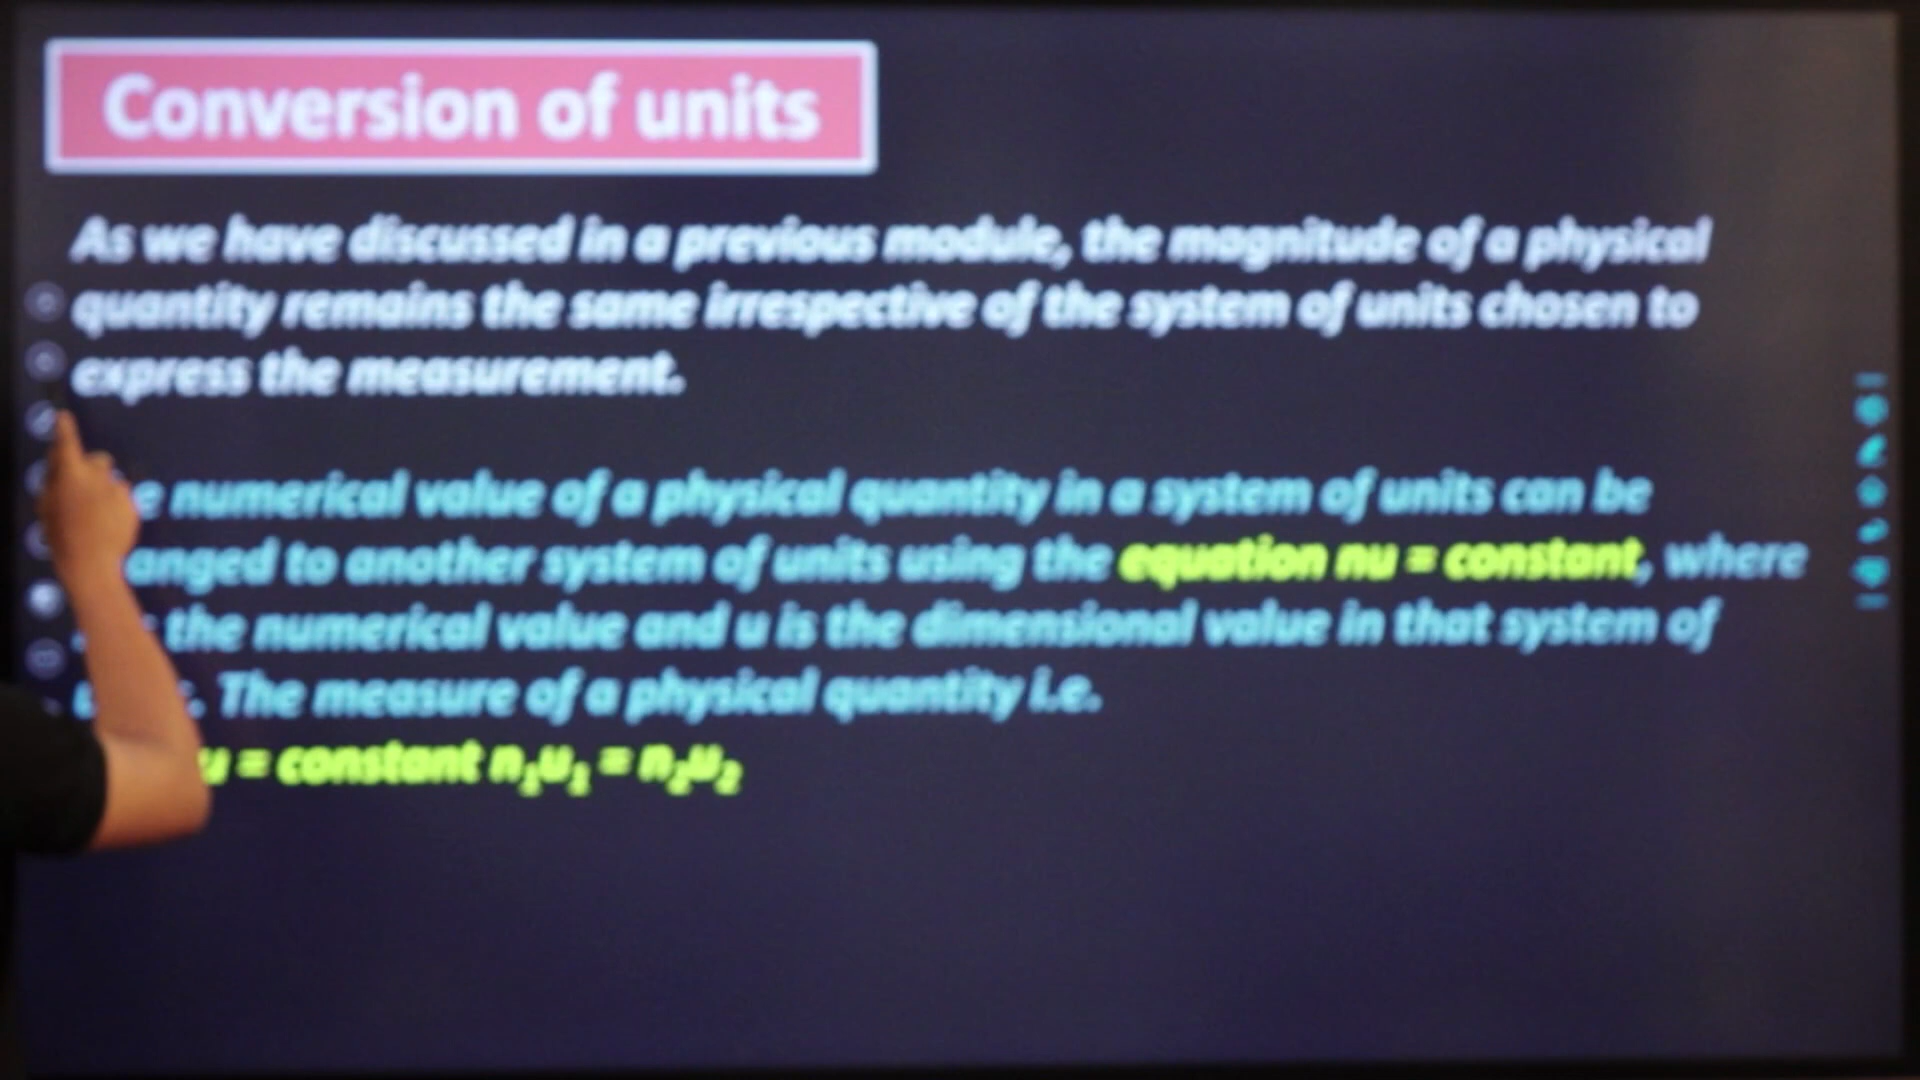 Conversion of units
As we have discussed in a previous module, the magnitude of a physical
quantity remains the same irrespective of the system of units chosen to
express the measurement.
numerical value of a physical quantity in a system of units can be
to another system of units using the equation nu = constant, where
the numerical value and u is the dimensional value in that system of
The measure of a physical quantity i.e.
u = constant n₁u₁ = n₂u₂